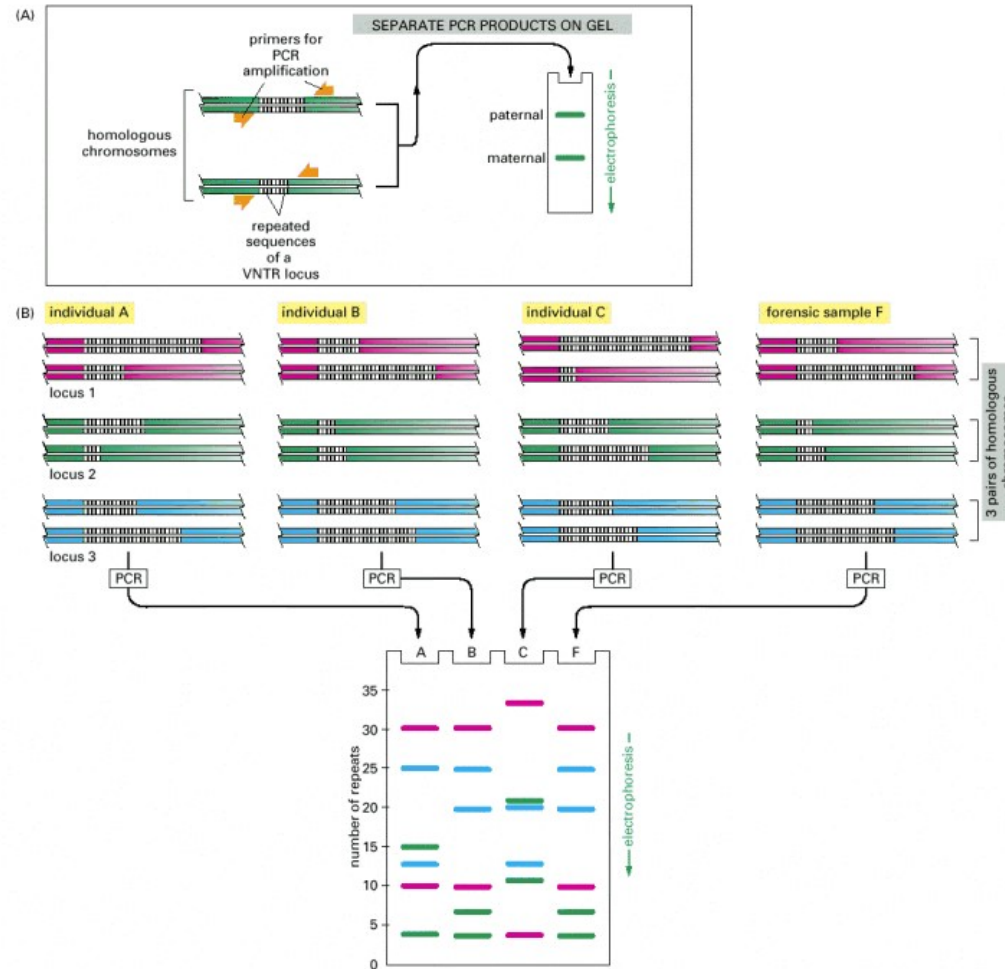 (A)
SEPARATE PCR PRODUCTS ON GEL
primers for
PCR
amplification
homologous
chromosomes
repeated
sequences
of a
VNTR locus
paternal
maternal
electrophoresis
(B)
individual A
individual B
individual C
forensic sample F
locus 1
locus 2
locus 3
3 pairs of homologous
PCR
PCR
PCR
PCR
A
B
C
F
number of repeats
35
30
25
20
15
10
5
0
electrophoresis